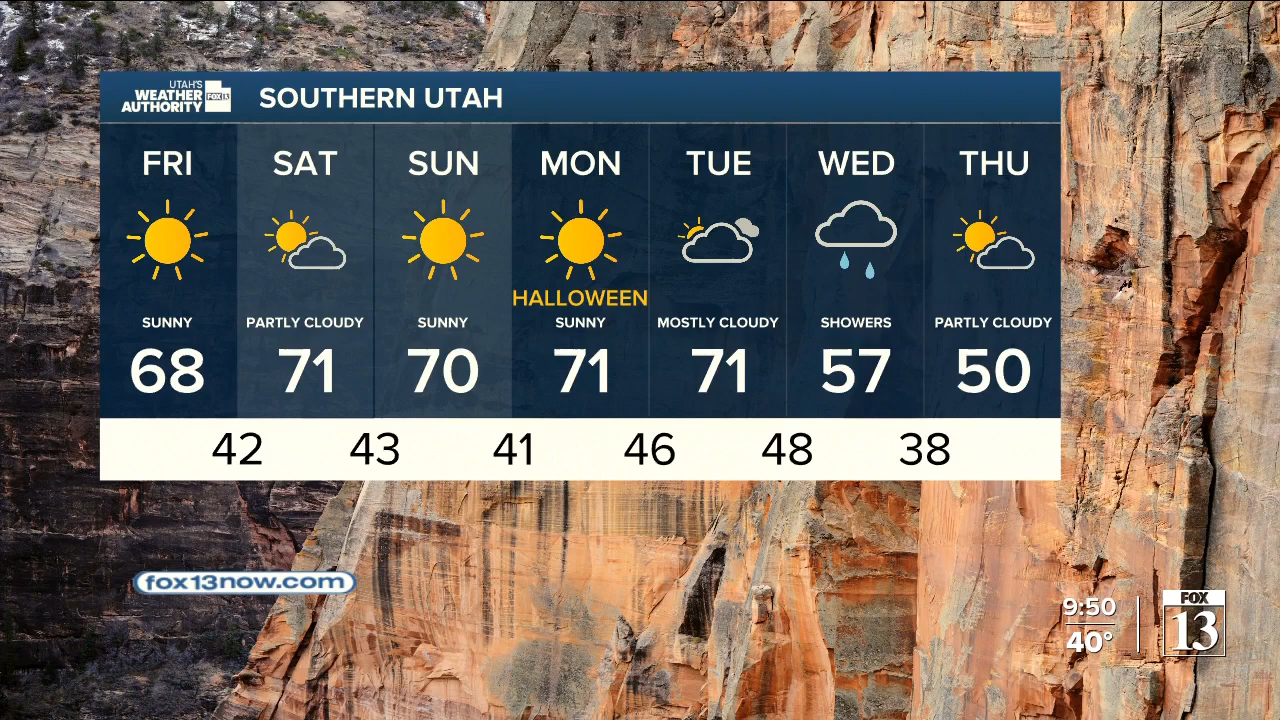 UTAH'S
WEATHER
AUTHORITY FOX 13
SOUTHERN UTAH
FRI SAT SUN MON TUE WED THU
HALLOWEEN
SUNNY PARTLY CLOUDY SUNNY SUNNY MOSTLY CLOUDY SHOWERS PARTLY CLOUDY
68 71 70 71 71 57 50
42 43 41 46 48 38
fox13now.com
9:50
40°
FOX
13